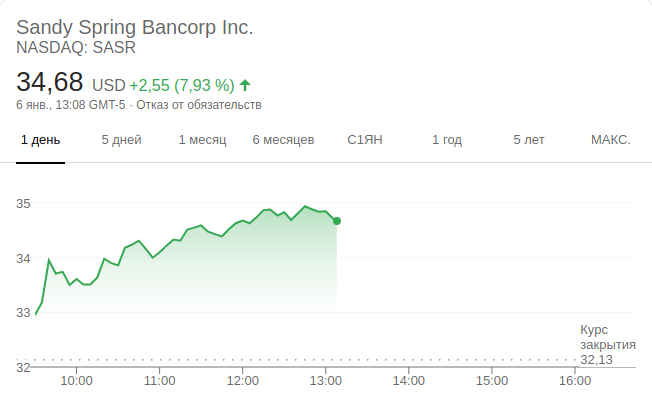 Sandy Spring Bancorp Inc.
NASDAQ: SASR
34,68 USD +2,55 (7,93 %)
6 янв., 13:08 GMT-5 · Отказ от обязательств
1 день 5 дней 1 месяц 6 месяцев С1ЯН 1 год 5 лет МАКС.
35
34
33
Курс
закрытия
32,13
32
10:00 11:00 12:00 13:00 14:00 15:00 16:00